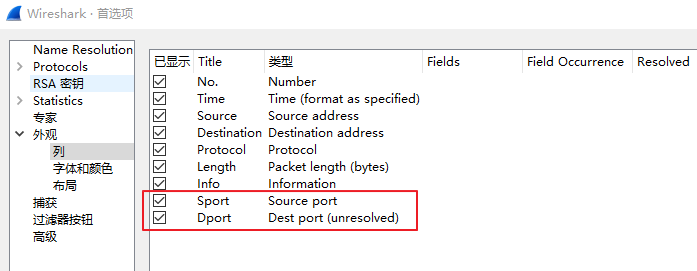 Wireshark · 首选项
Name Resolution
Protocols
RSA 密钥
Statistics
专家
外观
列
字体和颜色
布局
捕获
过滤器按钮
高级
已显示 Title 类型 Fields Field Occurrence Resolved
No. Number
Time Time (format as specified)
Source Source address
Destination Destination address
Protocol Protocol
Length Packet length (bytes)
Info Information
Sport Source port
Dport Dest port (unresolved)